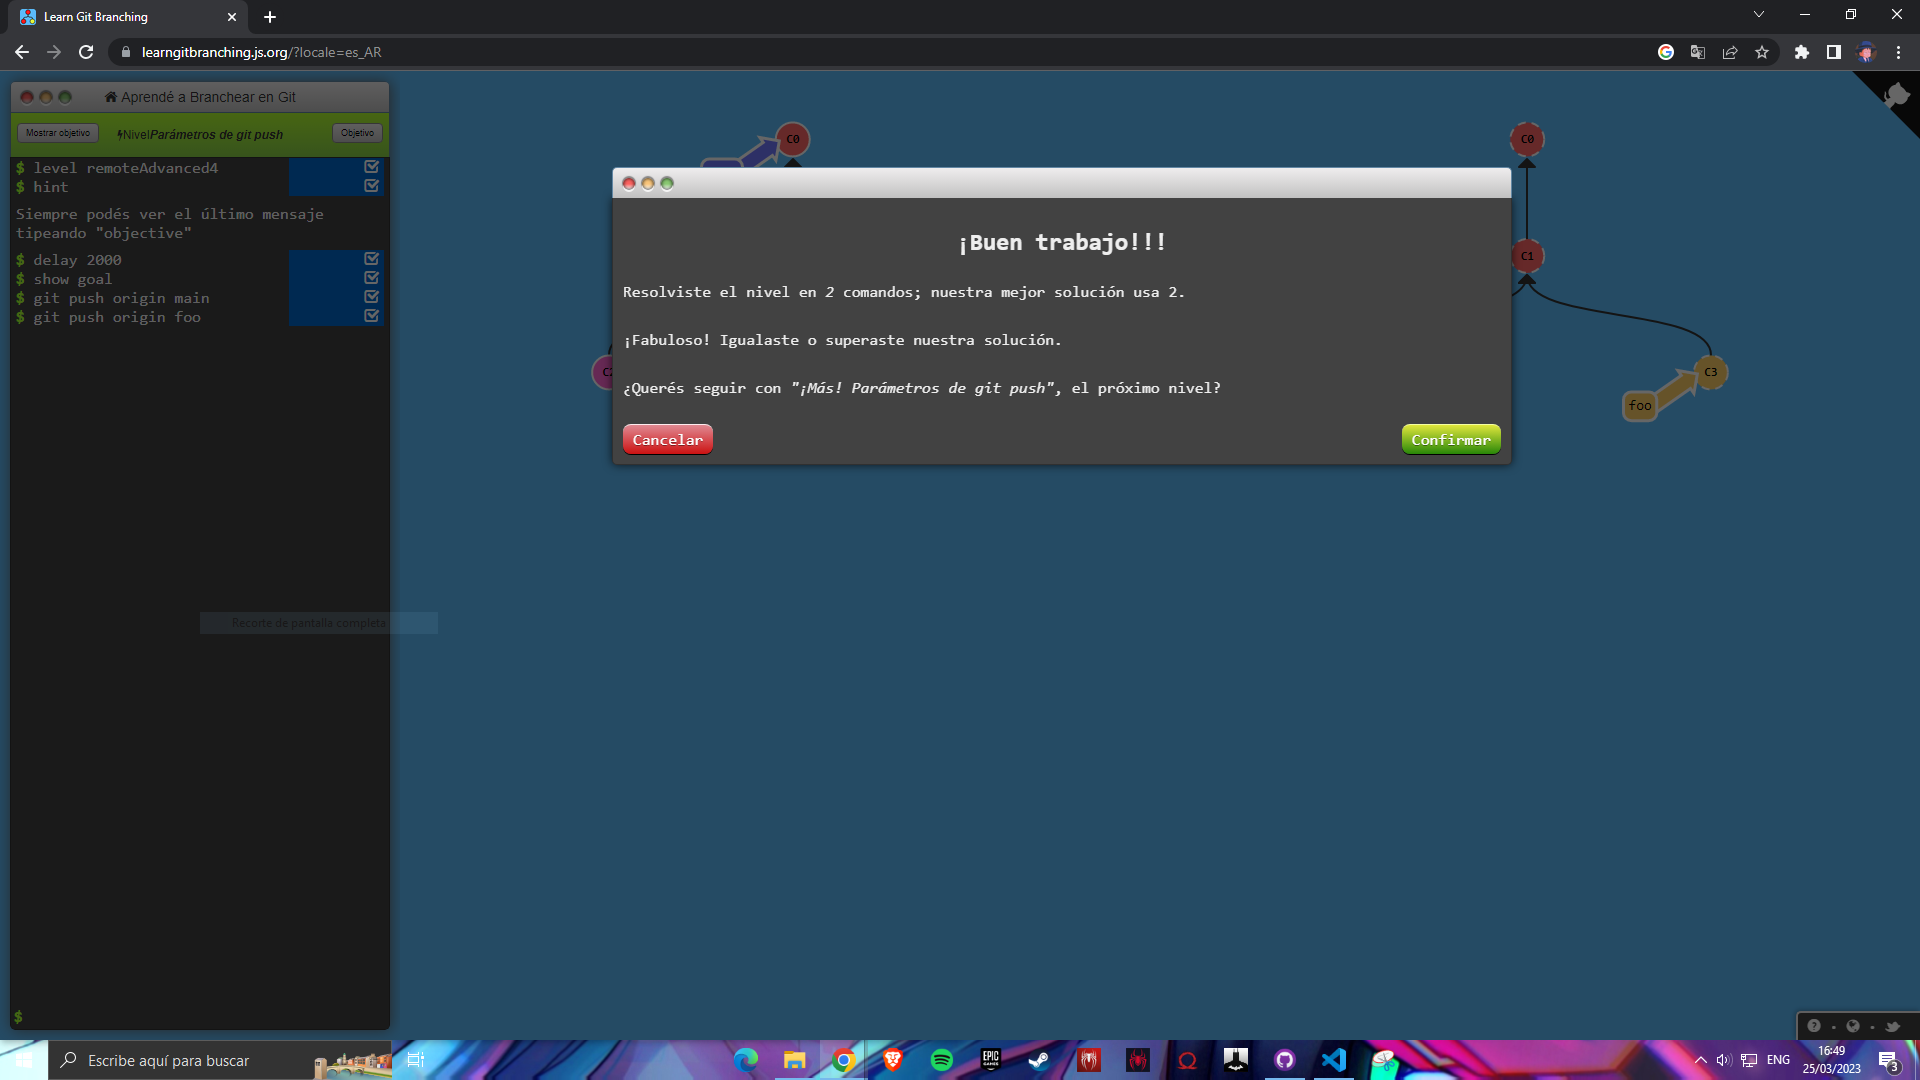 Learn Git Branching
learngitbranching.js.org/?locale=es_AR
Aprendé a Branchear en Git
Mostrar objetivo
Nivel Parámetros de git push
Objetivo
$ level remoteAdvanced4
$ hint
Siempre podés ver el último mensaje
tipeando "objective"
$ delay 2000
$ show goal
$ git push origin main
$ git push origin foo
Recorte de pantalla completa
$
C0
C0
C1
C3
foo
¡Buen trabajo!!!
Resolviste el nivel en 2 comandos; nuestra mejor solución usa 2.
¡Fabuloso! Igualaste o superaste nuestra solución.
¿Querés seguir con "¡Más! Parámetros de git push", el próximo nivel?
Cancelar
Confirmar
Escribe aquí para buscar
EPIC
GAMES
ENG
16:49
25/03/2023
3